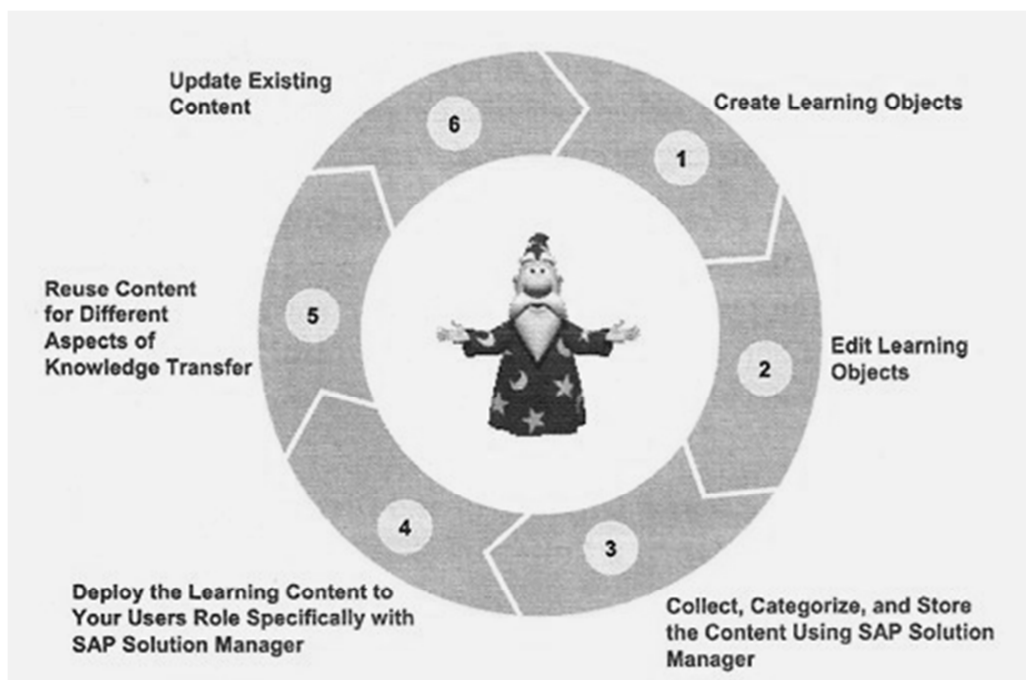 Update Existing
Content
6
Create Learning Objects
1
Reuse Content
for Different
Aspects of
Knowledge Transfer
5
Edit Learning
Objects
2
4
3
Deploy the Learning Content to
Your Users Role Specifically with
SAP Solution Manager
Collect, Categorize, and Store
the Content Using SAP Solution
Manager